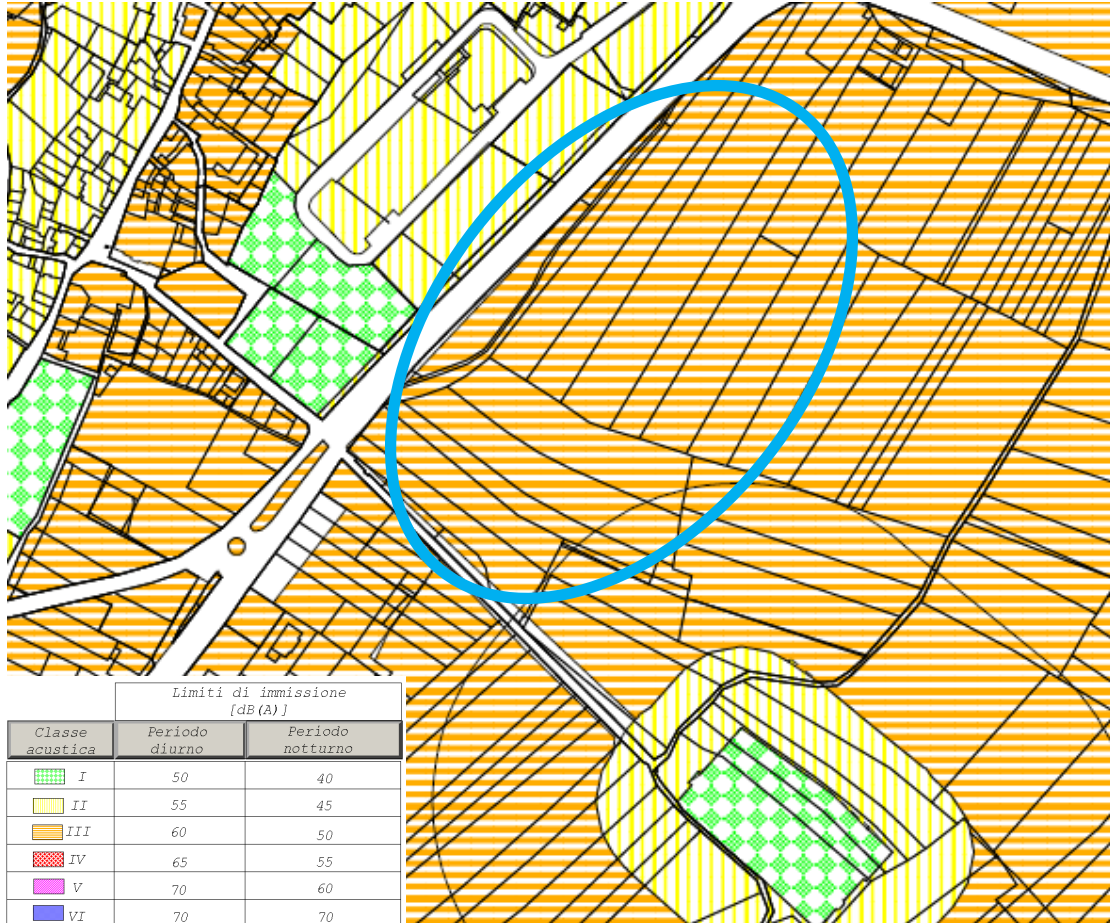 Limiti di immissione
[dB(A)]
Classe acustica Periodo diurno Periodo notturno
I 50 40
II 55 45
III 60 50
IV 65 55
V 70 60
VI 70 70